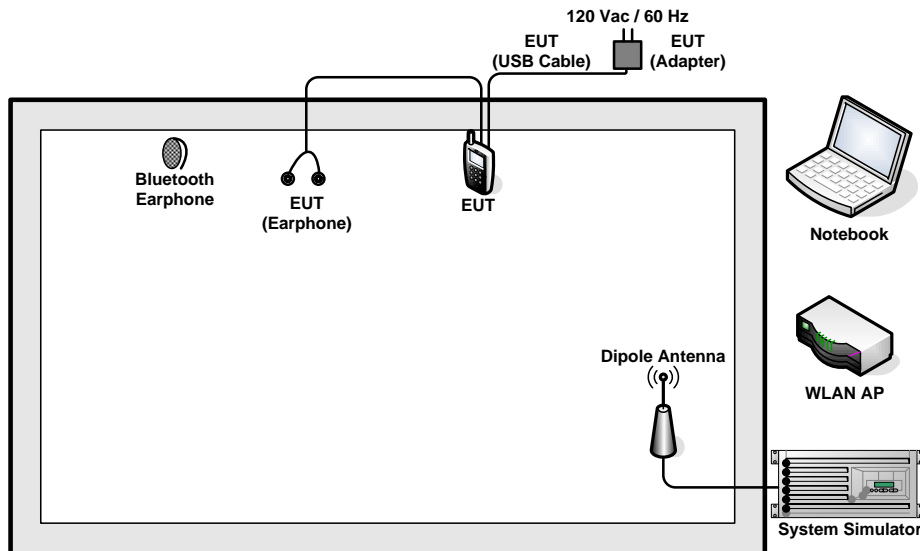 120 Vac / 60 Hz
EUT
(USB Cable)
EUT
(Adapter)
Bluetooth
Earphone
EUT
(Earphone)
EUT
Notebook
Dipole Antenna
WLAN AP
System Simulator